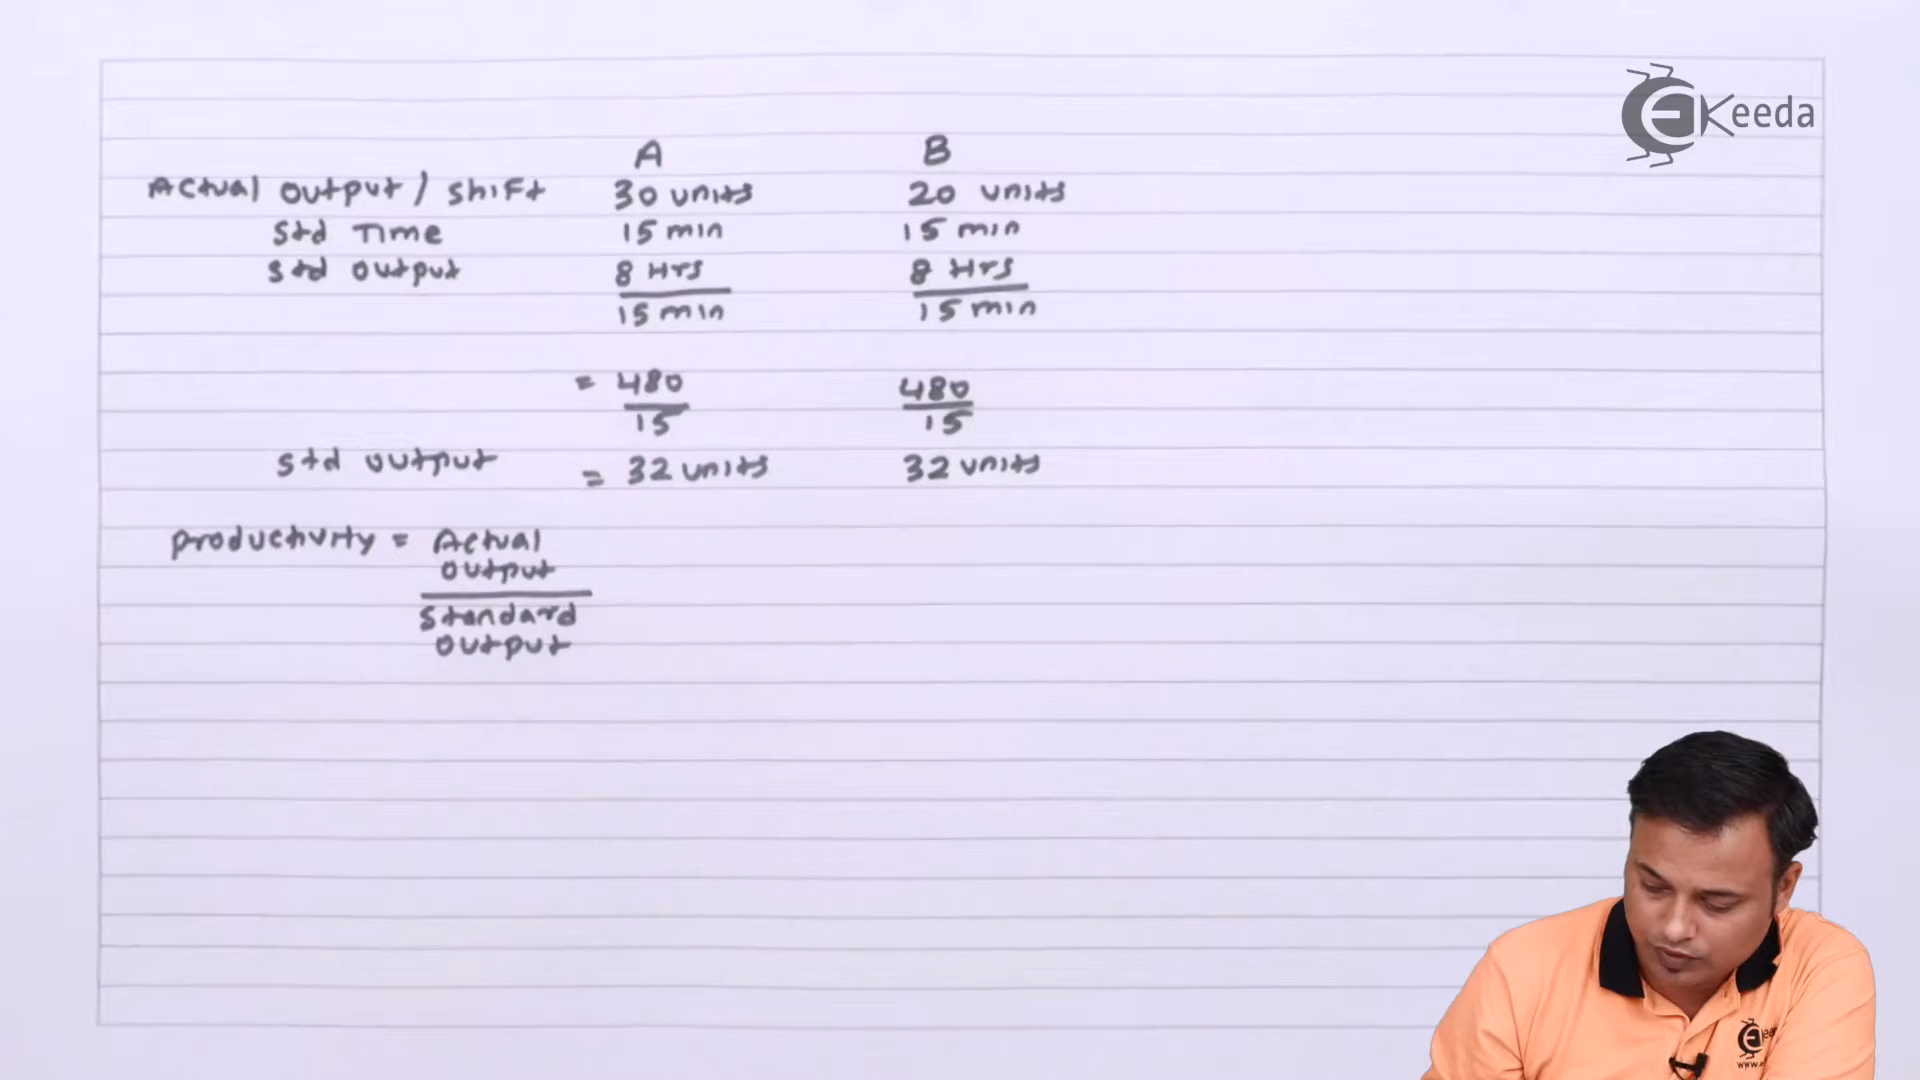 EKeeda
A B
Actual output / shift 30 units 20 units
Std Time 15 min 15 min
Std output 8 Hrs 8 Hrs
15 min 15 min
= 480 480
15 15
Std output = 32 units 32 units
Productivity = Actual
output
Standard
output